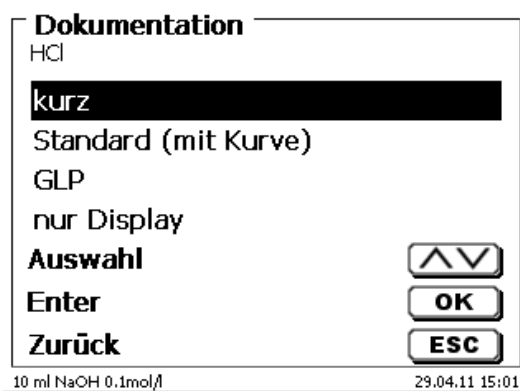 Dokumentation
HCl
kurz
Standard (mit Kurve)
GLP
nur Display
Auswahl
Enter OK
Zurück ESC
10 ml NaOH 0.1mol/l 29.04.11 15:01